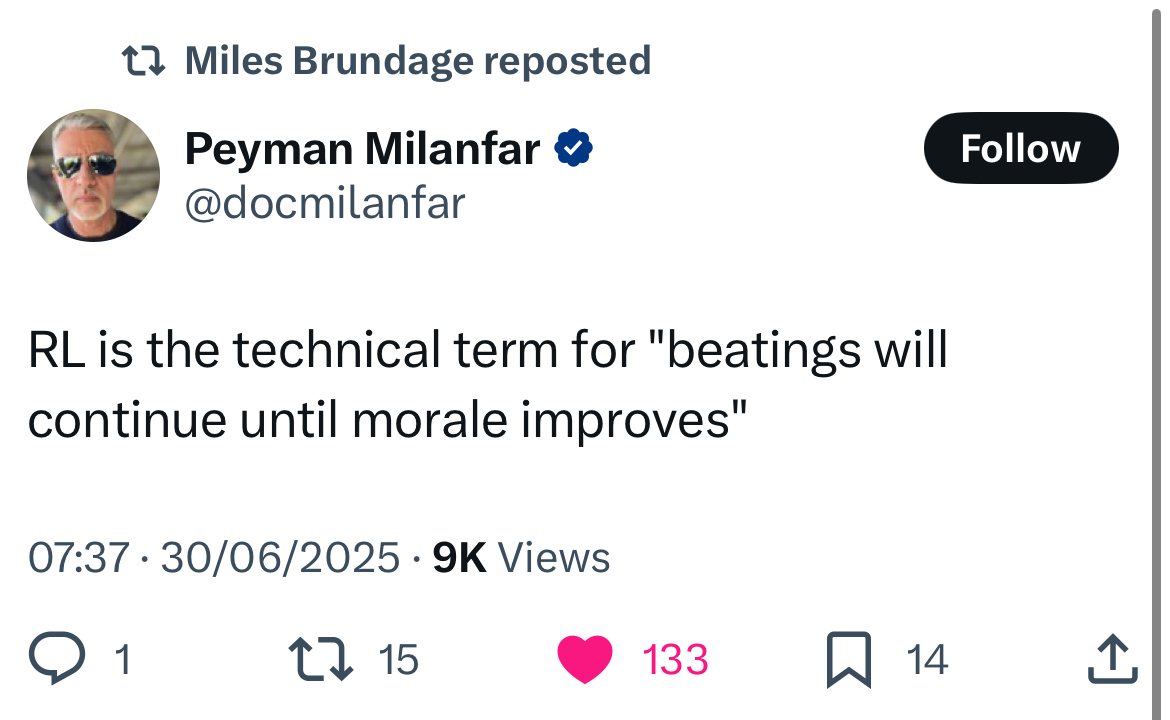 Miles Brundage reposted
Peyman Milanfar
Follow
@docmilanfar
RL is the technical term for "beatings will
continue until morale improves"
07:37 · 30/06/2025 · 9K Views
1 15 133 14